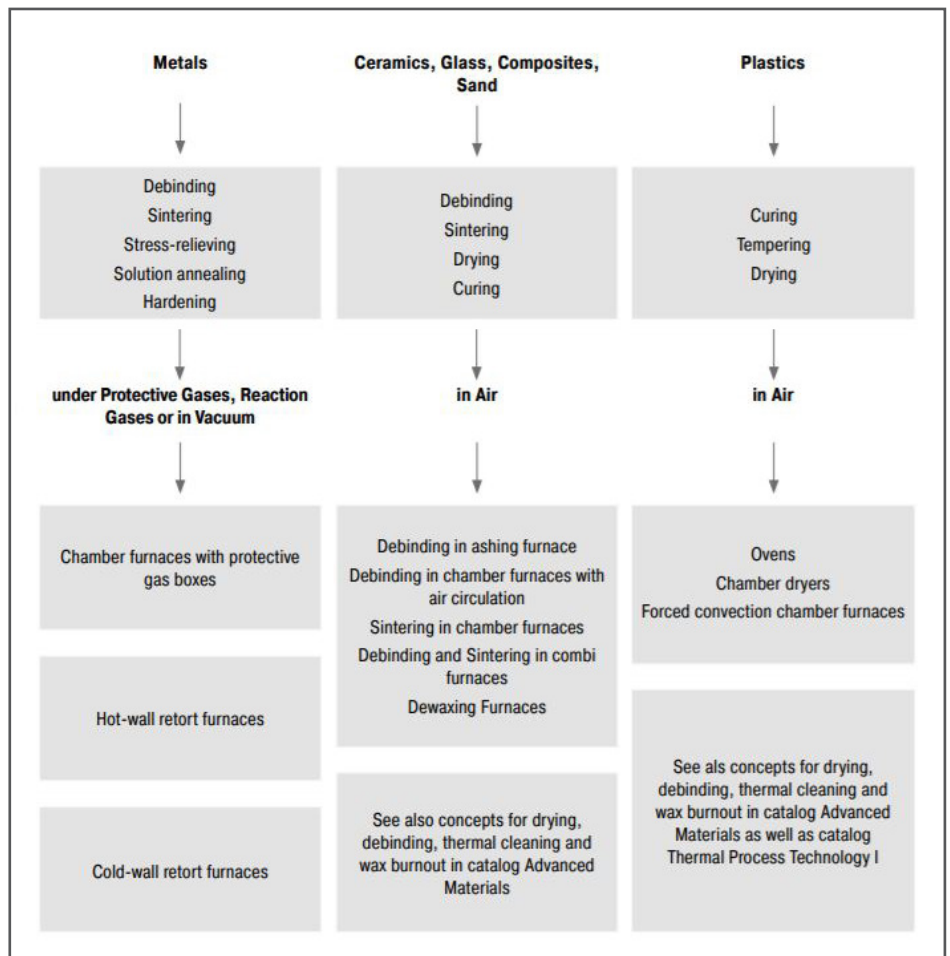 Metals
Debinding
Sintering
Stress-relieving
Solution annealing
Hardening
under Protective Gases, Reaction
Gases or in Vacuum
Chamber furnaces with protective
gas boxes
Hot-wall retort furnaces
Cold-wall retort furnaces
Ceramics, Glass, Composites,
Sand
Debinding
Sintering
Drying
Curing
in Air
Debinding in ashing furnace
Debinding in chamber furnaces with
air circulation
Sintering in chamber furnaces
Debinding and Sintering in combi
furnaces
Dewaxing Furnaces
See also concepts for drying,
debinding, thermal cleaning and
wax burnout in catalog Advanced
Materials
Plastics
Curing
Tempering
Drying
in Air
Ovens
Chamber dryers
Forced convection chamber furnaces
See als concepts for drying,
debinding, thermal cleaning and
wax burnout in catalog Advanced
Materials as well as catalog
Thermal Process Technology I